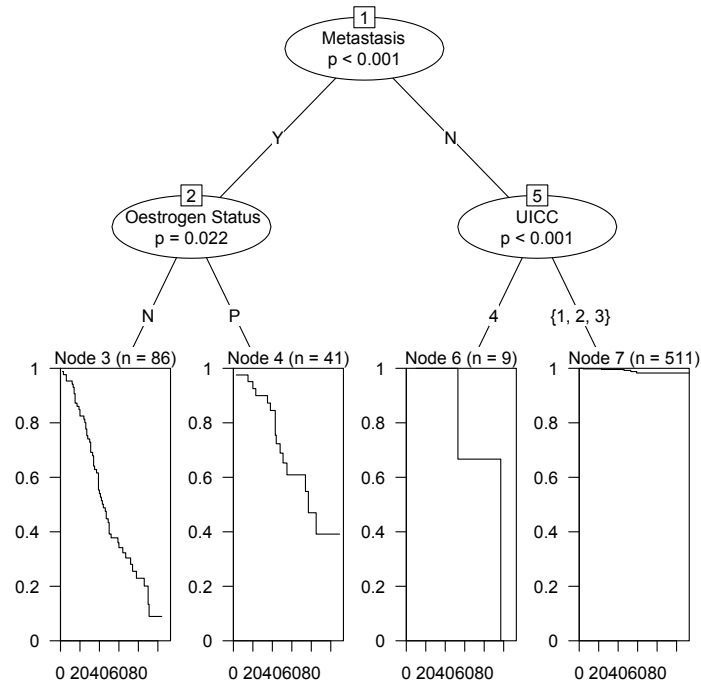 1
Metastasis
p < 0.001
Y
N
2
Oestrogen Status
p = 0.022
5
UICC
p < 0.001
N
P
4
{1, 2, 3}
Node 3 (n = 86)
1
0.8
0.6
0.4
0.2
0
0 20406080
Node 4 (n = 41)
1
0.8
0.6
0.4
0.2
0
0 20406080
Node 6 (n = 9)
1
0.8
0.6
0.4
0.2
0
0 20406080
Node 7 (n = 511)
1
0.8
0.6
0.4
0.2
0
0 20406080